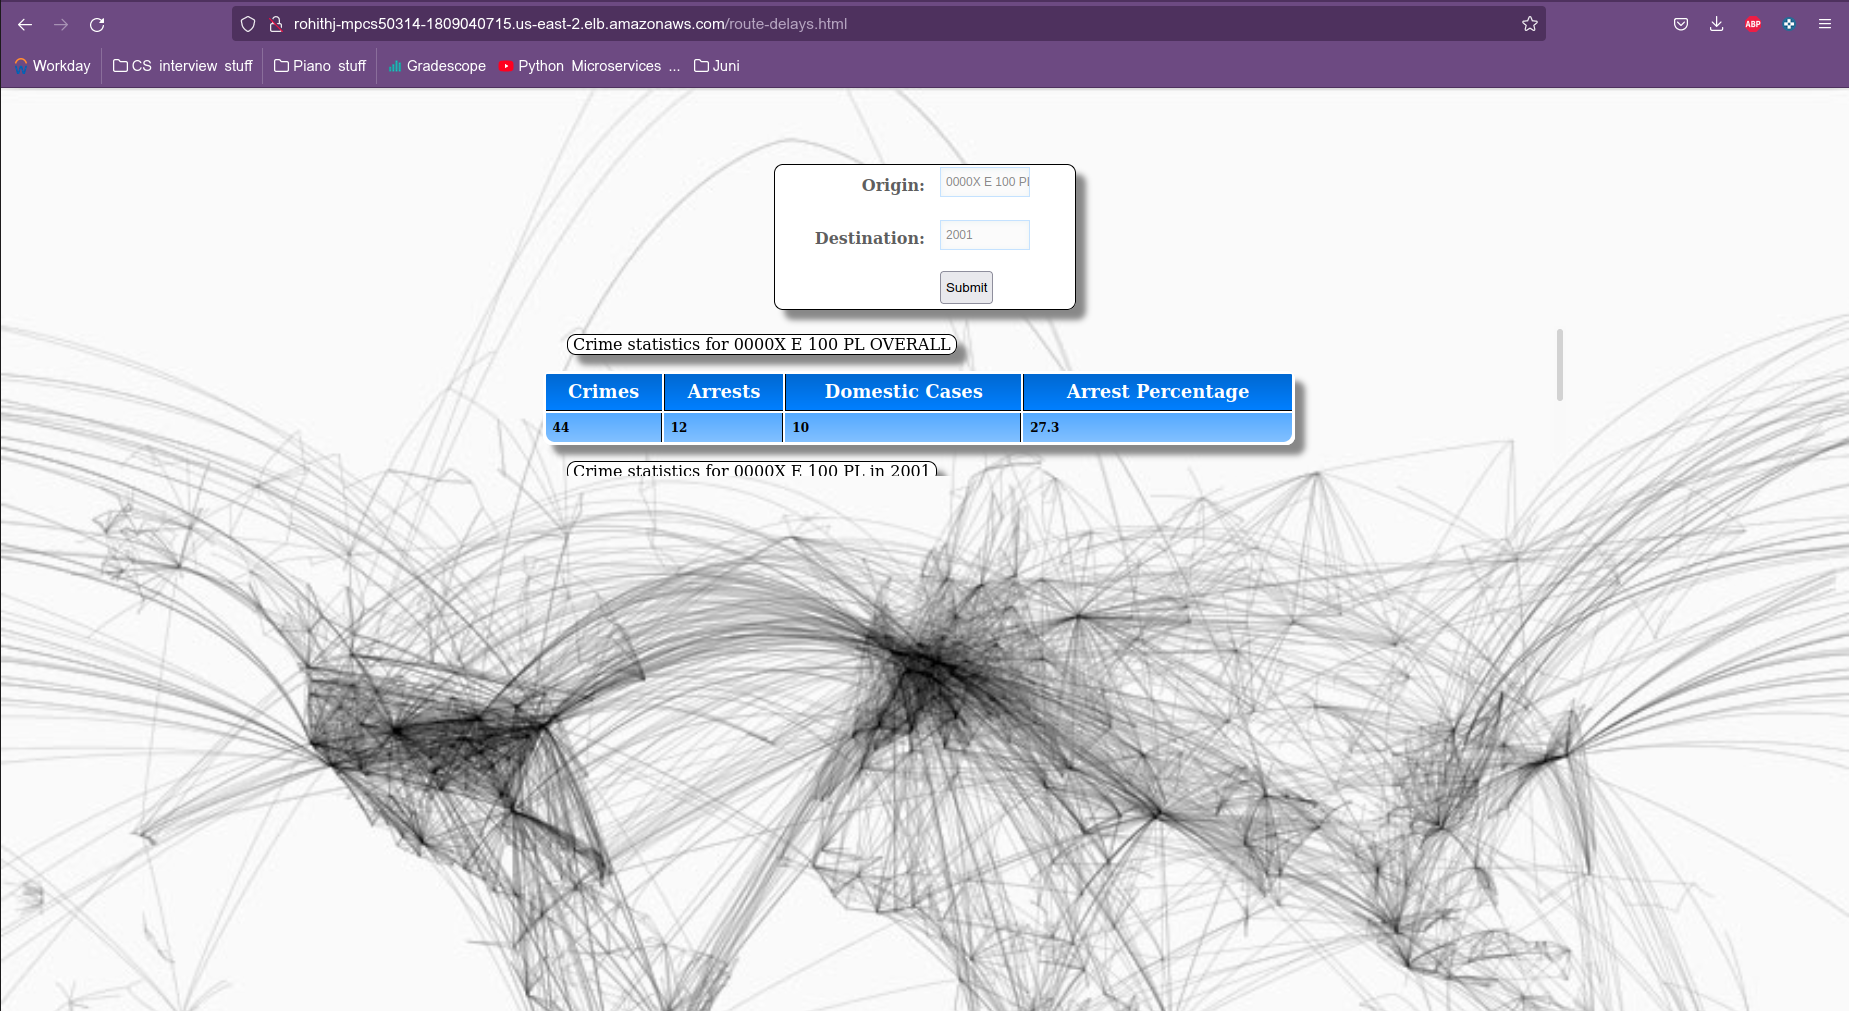 rohithj-mpcs50314-1809040715.us-east-2.elb.amazonaws.com/route-delays.html
ABP
Workday CS interview stuff Piano stuff Gradescope Python Microservices ... Juni
Origin: 0000X E 100 Pl
Destination: 2001
Submit
Crime statistics for 0000X E 100 PL OVERALL
Crimes Arrests Domestic Cases Arrest Percentage
44 12 10 27.3
Crime statistics for 0000X E 100 PL in 2001